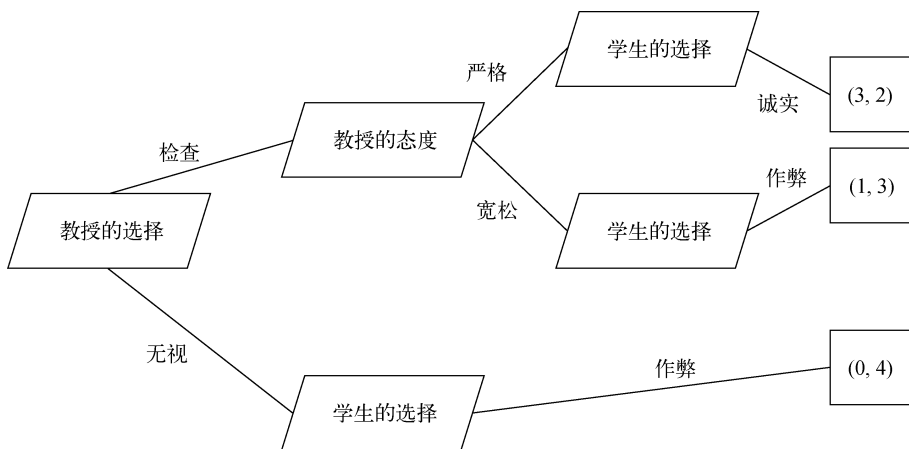 学生的选择
严格
(3, 2)
诚实
教授的态度
检查
作弊
(1, 3)
宽松
教授的选择
学生的选择
无视
作弊
(0, 4)
学生的选择